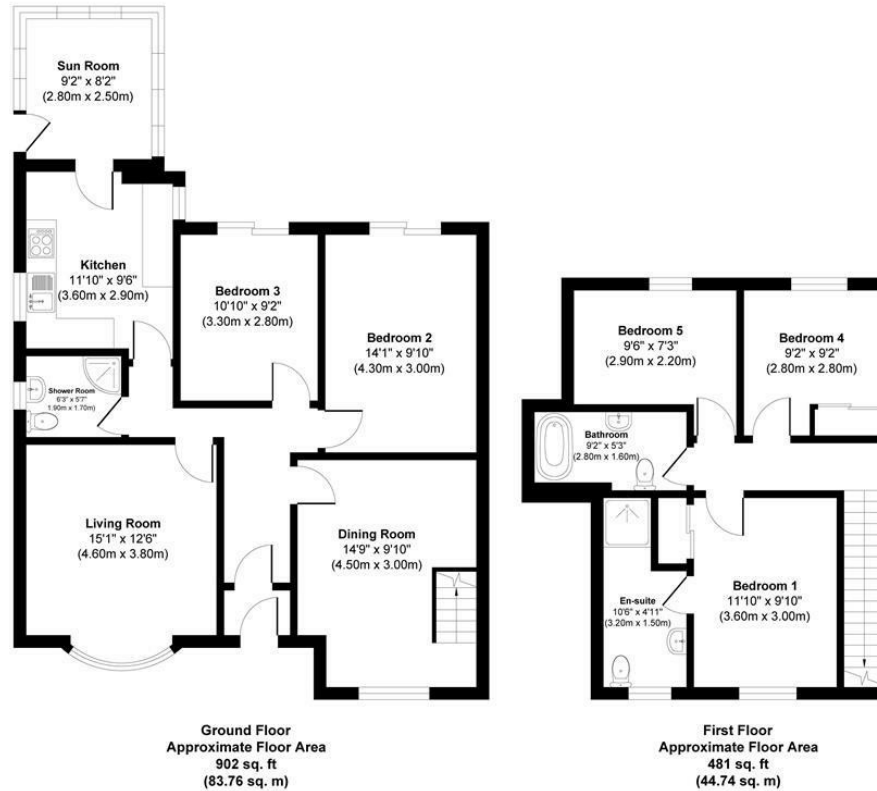 Sun Room
9'2" x 8'2"
(2.80m x 2.50m)
Kitchen
11'10" x 9'6"
(3.60m x 2.90m)
Bedroom 3
10'10" x 9'2"
(3.30m x 2.80m)
Bedroom 2
14'1" x 9'10"
(4.30m x 3.00m)
Shower Room
6'3" x 5'7"
1.90m x 1.70m)
Living Room
15'1" x 12'6"
(4.60m x 3.80m)
Dining Room
14'9" x 9'10"
(4.50m x 3.00m)
Ground Floor
Approximate Floor Area
902 sq. ft
(83.76 sq. m)
Bedroom 5
9'6" x 7'3"
(2.90m x 2.20m)
Bedroom 4
9'2" x 9'2"
(2.80m x 2.80m)
Bathroom
9'2" x 5'3"
(2.80m x 1.60m)
En-suite
10'6" x 4'11"
(3.20m x 1.50m)
Bedroom 1
11'10" x 9'10"
(3.60m x 3.00m)
First Floor
Approximate Floor Area
481 sq. ft
(44.74 sq. m)